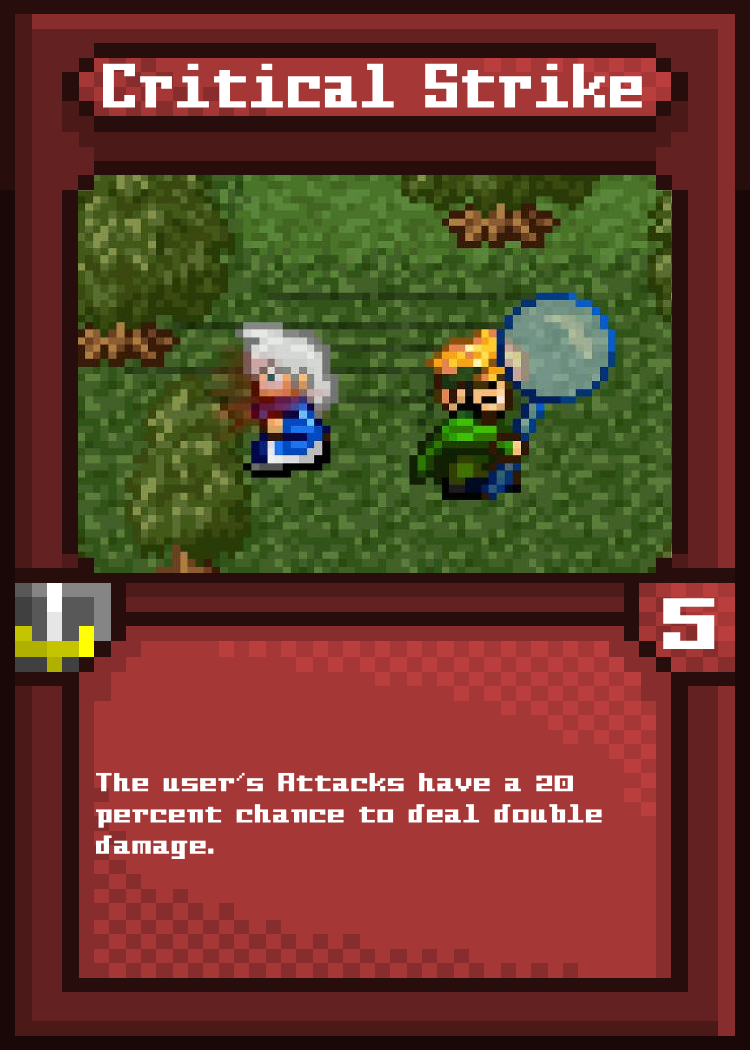 Critical Strike
5
The user's Attacks have a 20
percent chance to deal double
damage.